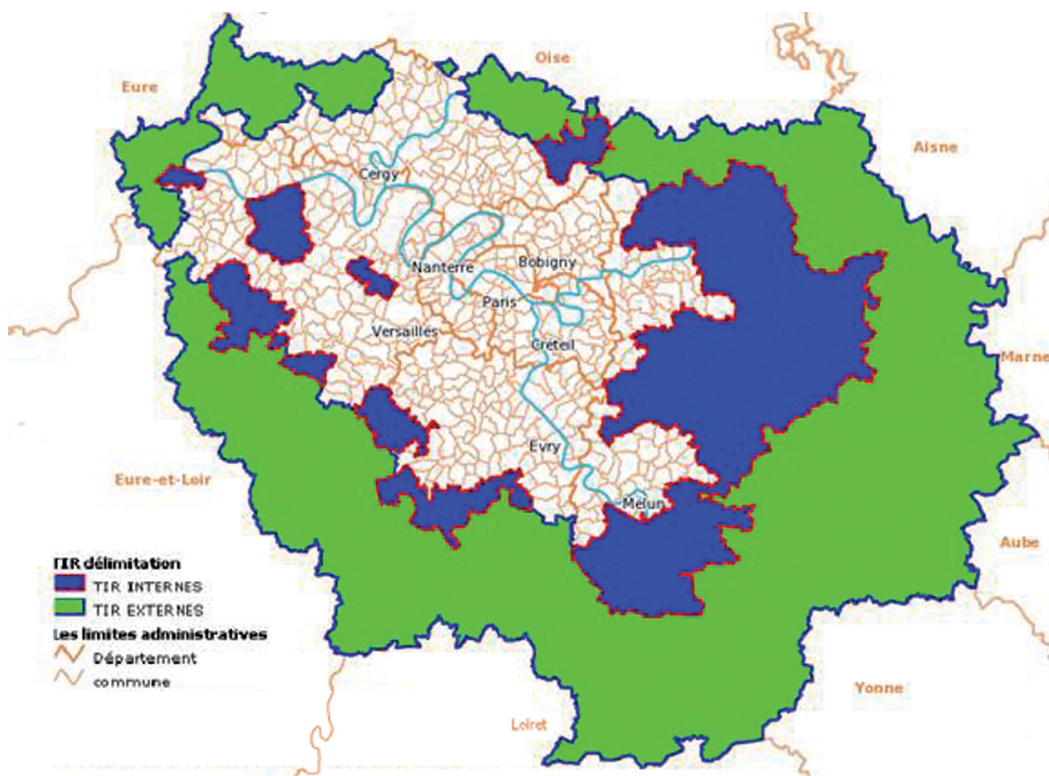 Oise
Eure
Aisne
Cergy
Nanterre
Bobigny
Paris
Versailles
Créteil
Marne
Evry
Eure-et-Loir
Melun
Aube
TIR délimitation
TIR INTERNES
TIR EXTERNES
Les limites administratives
Département
commune
Yonne
Loiret